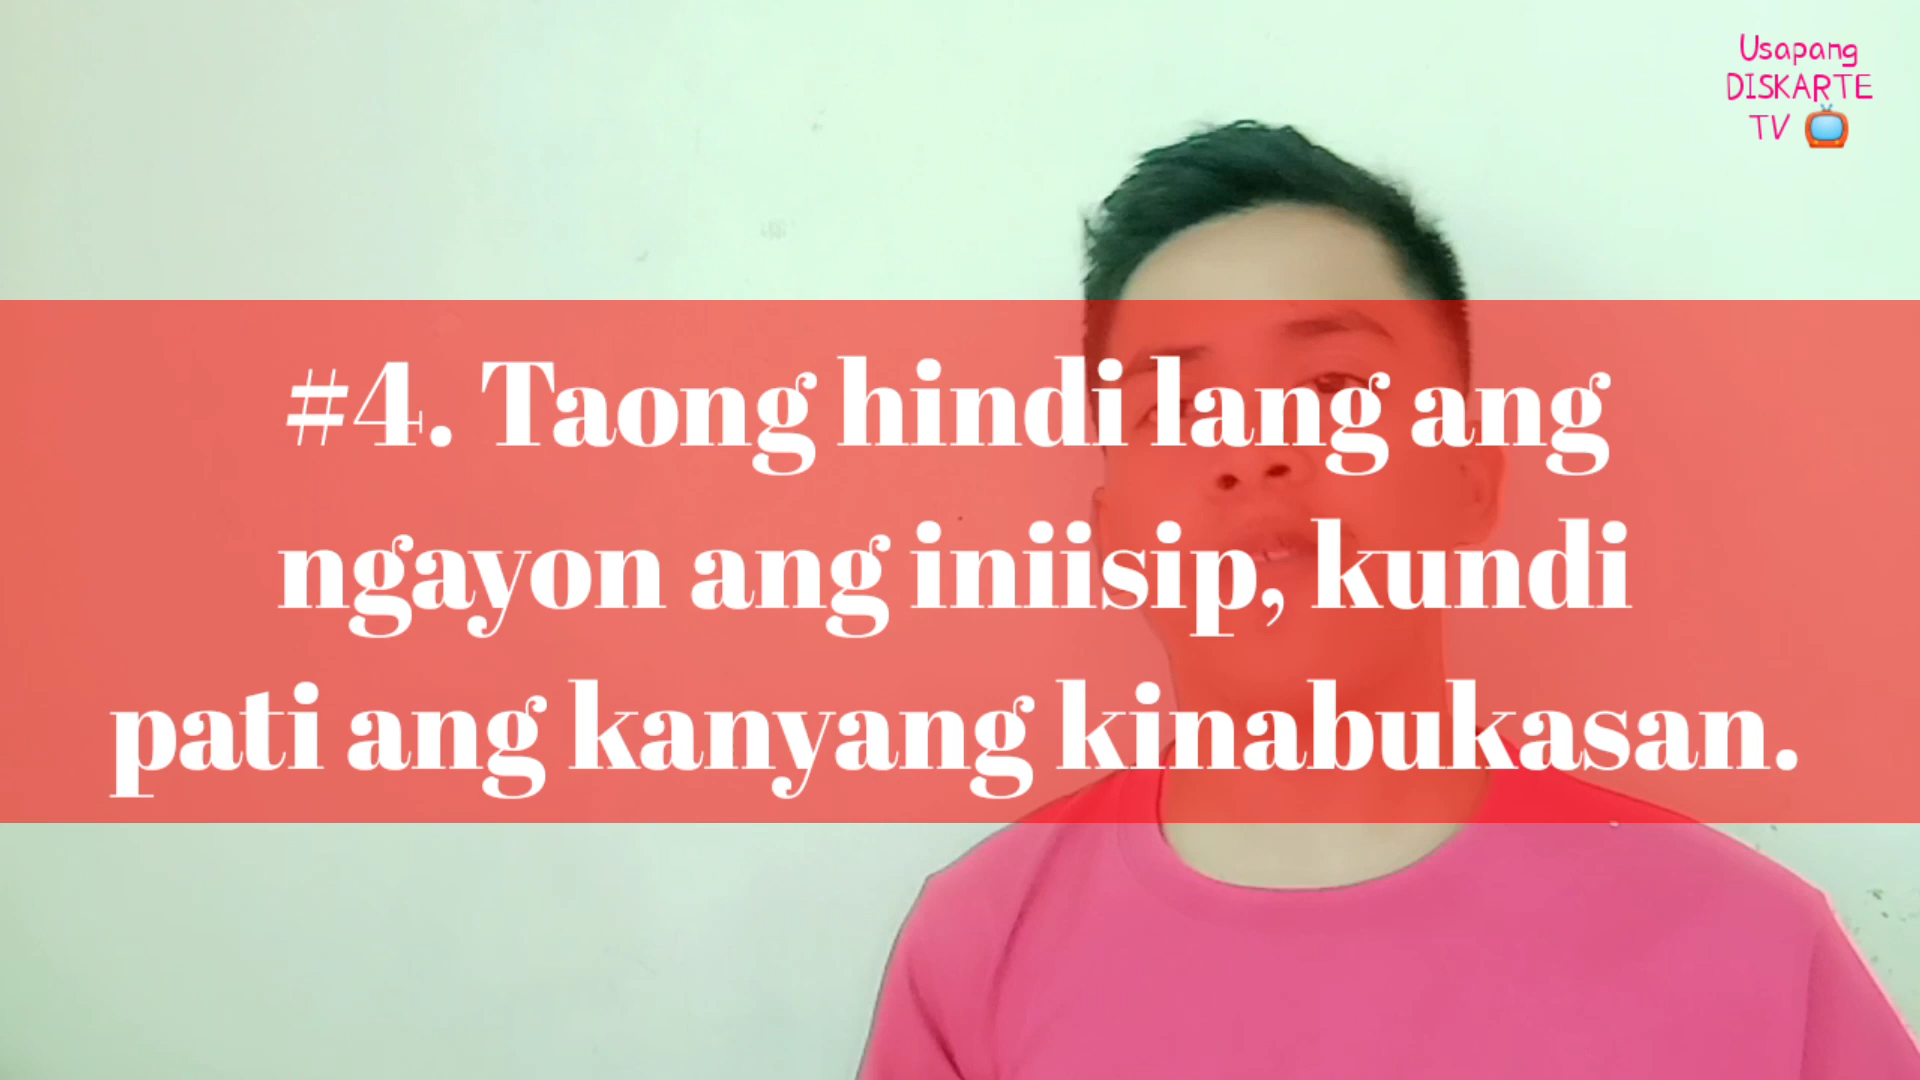 Usapang
DISKARTE
TV
#4. Taong hindi lang ang
ngayon ang iniisip, kundi
pati ang kanyang kinabukasan.